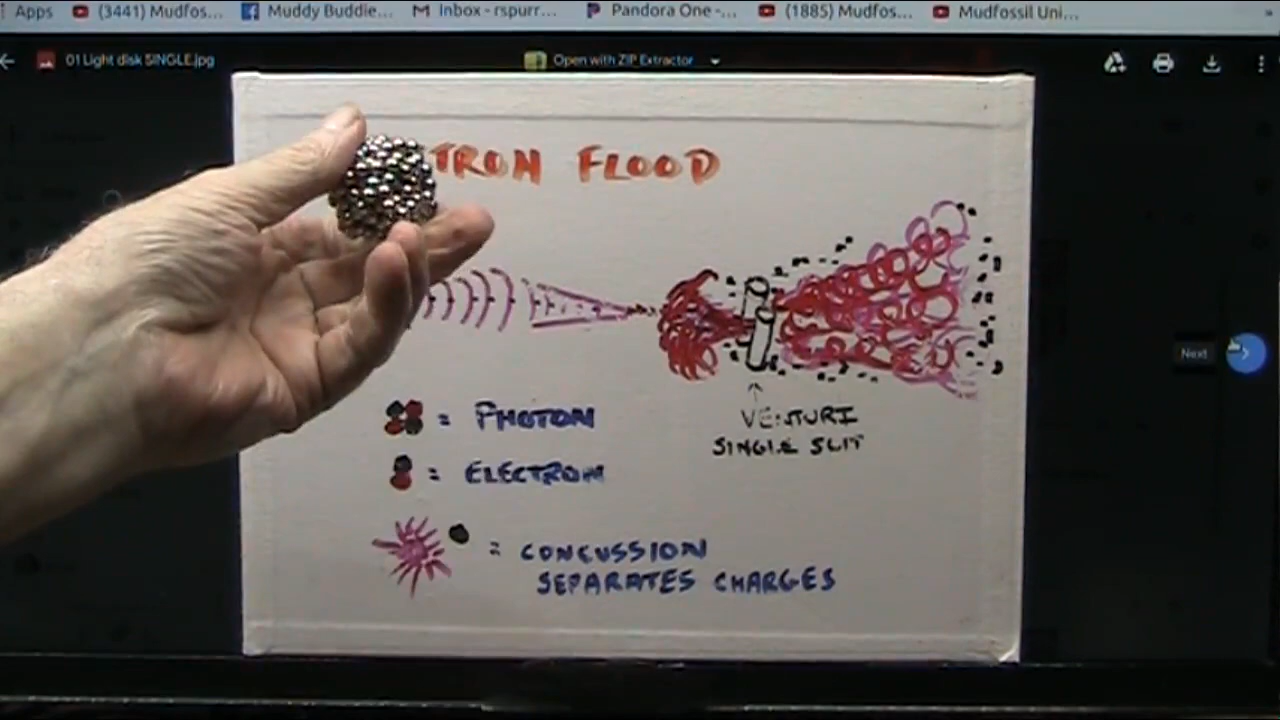 Apps (3441) Mudfos... Muddy Buddie... Inbox - rspurr... Pandora One -... (1885) Mudfos... Mudfossil Uni... »
01 Light disk SINGLE.jpg Open with ZIP Extractor
TRON FLOOD
Next
= PHOTON
VENTURI
SINGLE SLIT
= ELECTRON
= CONCUSSION
SEPARATES CHARGES